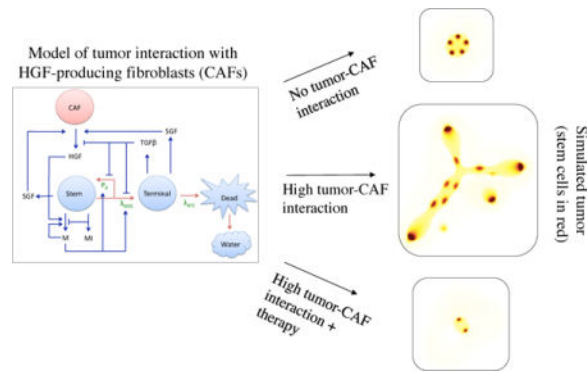 Model of tumor interaction with
HGF-producing fibroblasts (CAFs)
CAF
SGF
TGFβ
HGF
SGF
Stem
P₀
λ
Terminal
λ
Dead
M
MI
Water
No tumor-CAF
interaction
High tumor-CAF
interaction
High tumor-CAF
interaction +
therapy
Simulated tumor
(stem cells in red)